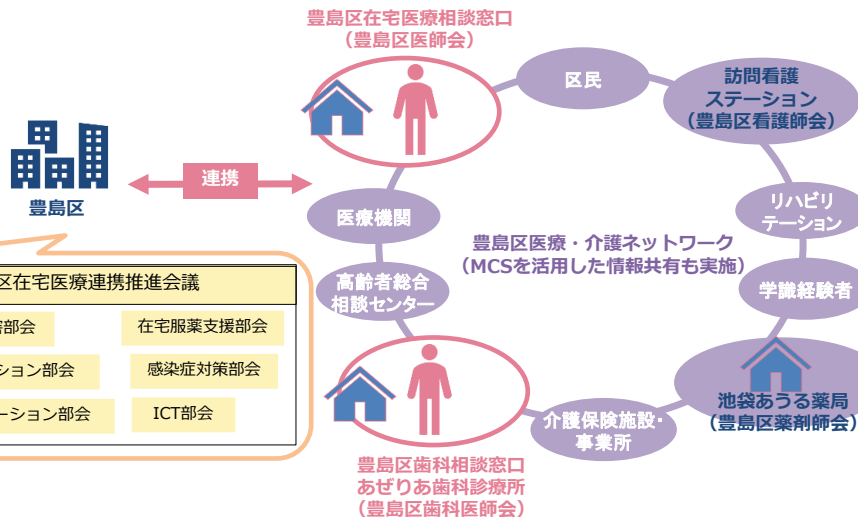 豊島区在宅医療相談窓口
（豊島区医師会）
区民
訪問看護
ステーション
（豊島区看護師会）
連携
豊島区
医療機関
リハビリ
テーション
豊島区医療・介護ネットワーク
（MCSを活用した情報共有も実施）
高齢者総合
相談センター
学識経験者
区在宅医療連携推進会議
部会
在宅服薬支援部会
ション部会
感染症対策部会
ーション部会
ICT部会
池袋あうる薬局
（豊島区薬剤師会）
介護保険施設・
事業所
豊島区歯科相談窓口
あぜりあ歯科診療所
（豊島区歯科医師会）